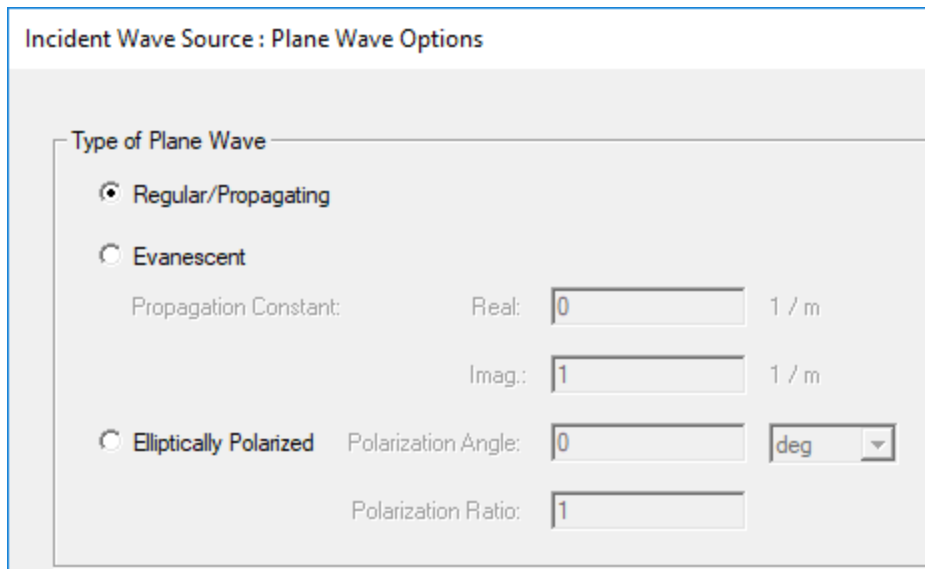 Incident Wave Source : Plane Wave Options
Type of Plane Wave
Regular/Propagating
Evanescent
Propagation Constant: Real: 0 1 / m
Imag.: 1 1 / m
Elliptically Polarized Polarization Angle: 0 deg
Polarization Ratio: 1